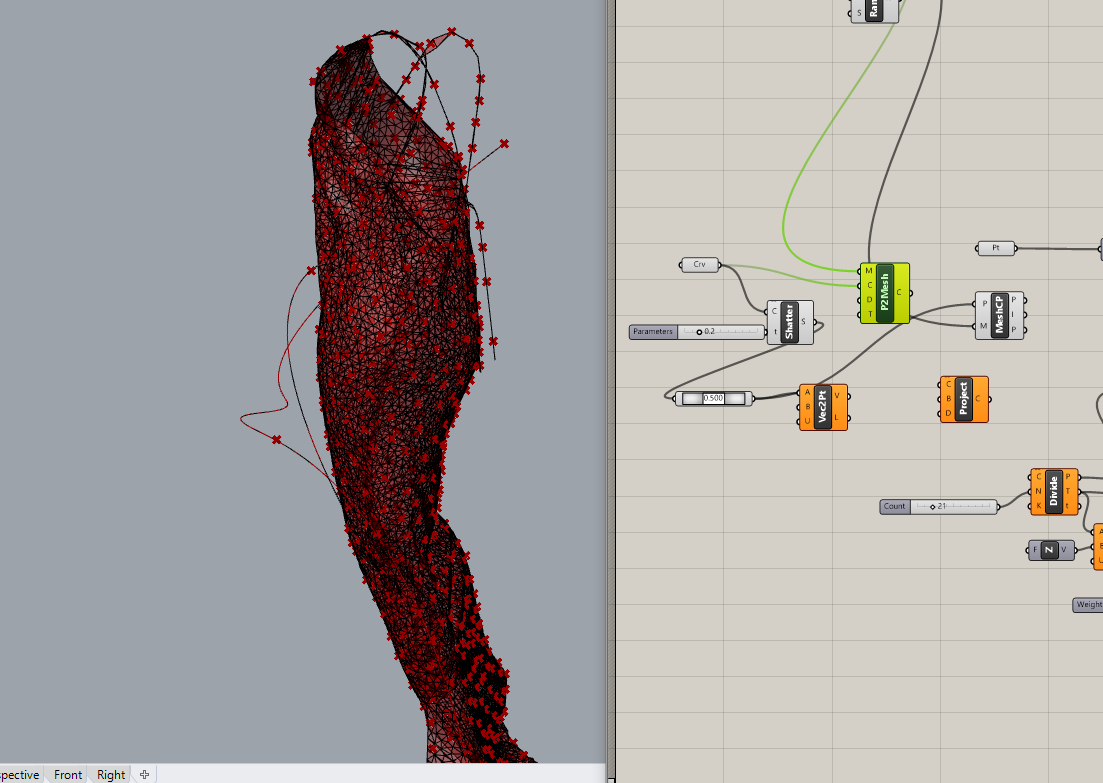 S
Ran
Pt
Crv
M
C
D
T
P2Mesh
C
P
M
MeshCP
P
I
P
C
t
Shatter
S
Parameters 0.2
0.500
A
B
U
Vec2Pt
V
L
C
B
D
Project
C
Count 21
C
N
K
Divide
P
T
t
F Z V
A
Weight
spective Front Right